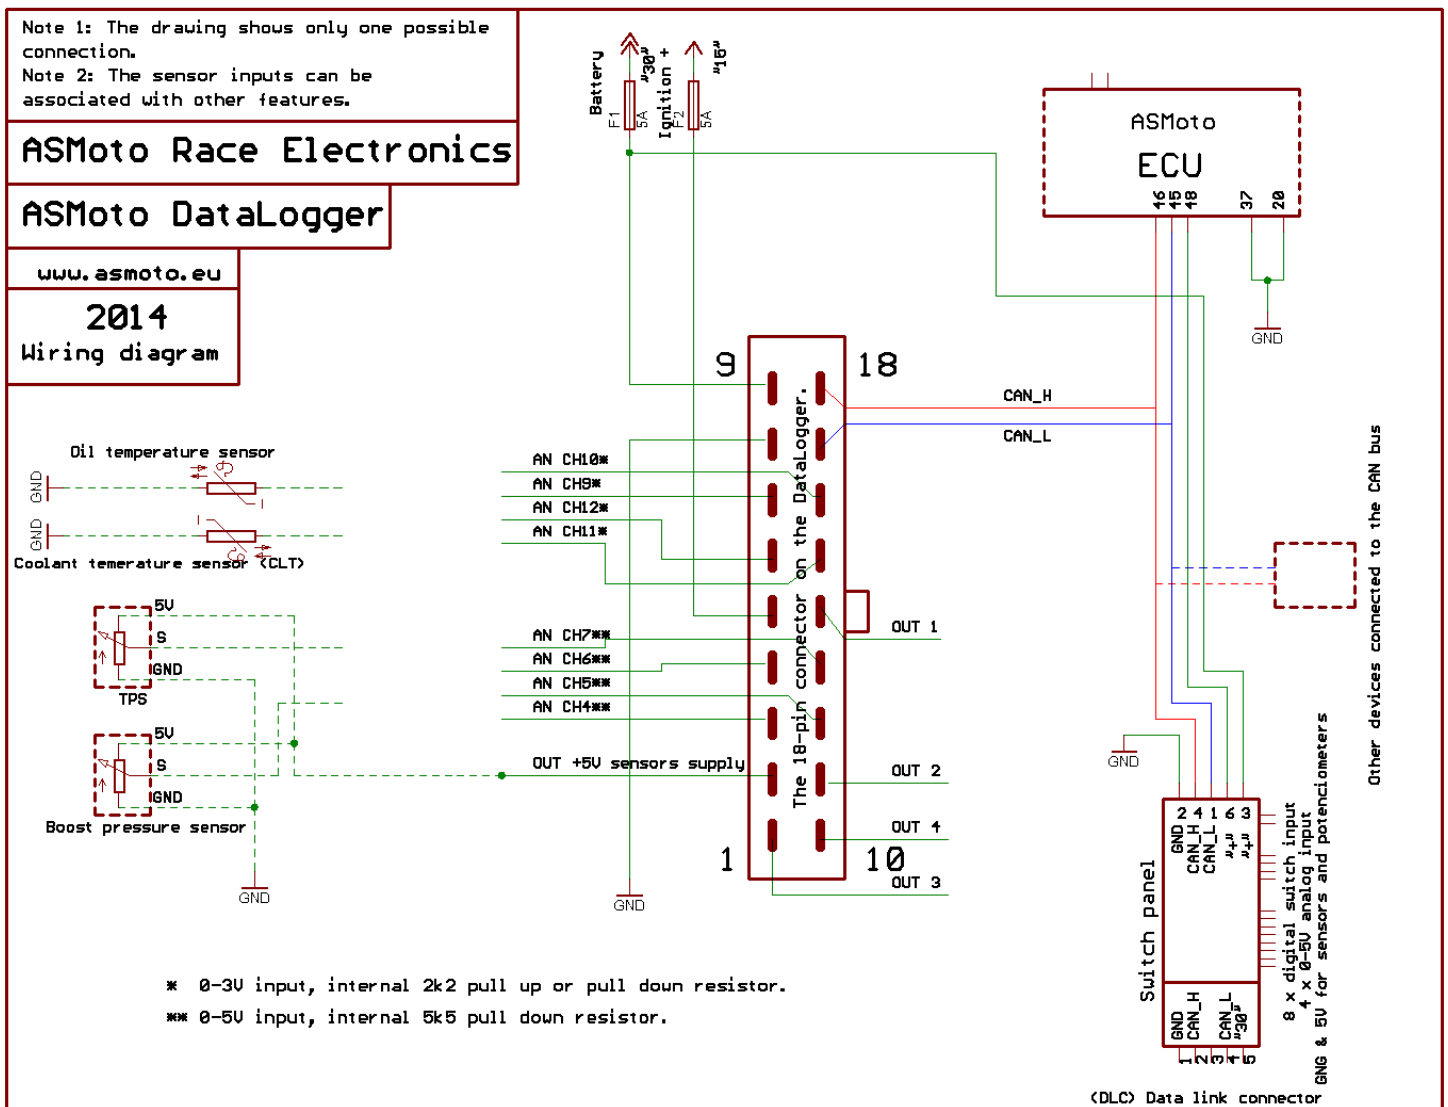 Note 1: The drawing shows only one possible
connection.
Note 2: The sensor inputs can be
associated with other features.
ASMoto Race Electronics
ASMoto DataLogger
www.asmoto.eu
2014
Wiring diagram
Battery
"30"
F1
5A
Ignition +
"15"
F2
5A
ASMoto
ECU
46
45
48
37
20
GND
9
18
CAN_H
CAN_L
The 18-pin connector on the DataLogger.
Oil temperature sensor
GND
GND
Coolant temerature sensor (CLT)
AN CH10*
AN CH9*
AN CH12*
AN CH11*
5V
S
GND
TPS
AN CH7**
AN CH6**
AN CH5**
AN CH4**
OUT +5V sensors supply
5V
S
GND
Boost pressure sensor
GND
GND
OUT 1
OUT 2
OUT 4
OUT 3
1
10
Other devices connected to the CAN bus
GND
2 4 1 6 3
GND
CAN_H
CAN_L
"+"
"+"
Switch panel
8 x digital switch input
4 x 0-5V analog input
GNG & 5V for sensors and potenciometers
GND
CAN_H
CAN_L
"30"
1
2
3
4
5
(DLC) Data link connector
* 0-3V input, internal 2k2 pull up or pull down resistor.
** 0-5V input, internal 5k5 pull down resistor.